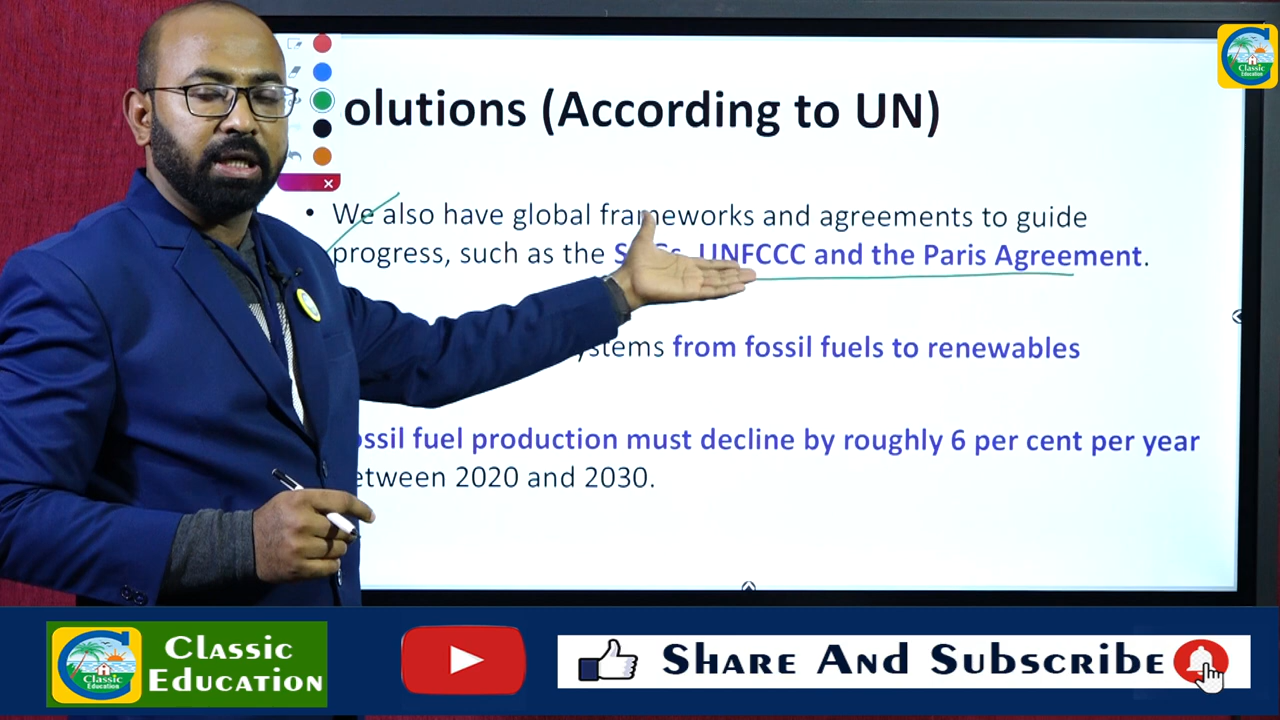 olutions (According to UN)
• We also have global frameworks and agreements to guide
progress, such as the UNFCCC and the Paris Agreement.
from fossil fuels to renewables
ossil fuel production must decline by roughly 6 per cent per year
etween 2020 and 2030.
Classic
Education
Classic
Education
Classic
Education
Share And Subscribe